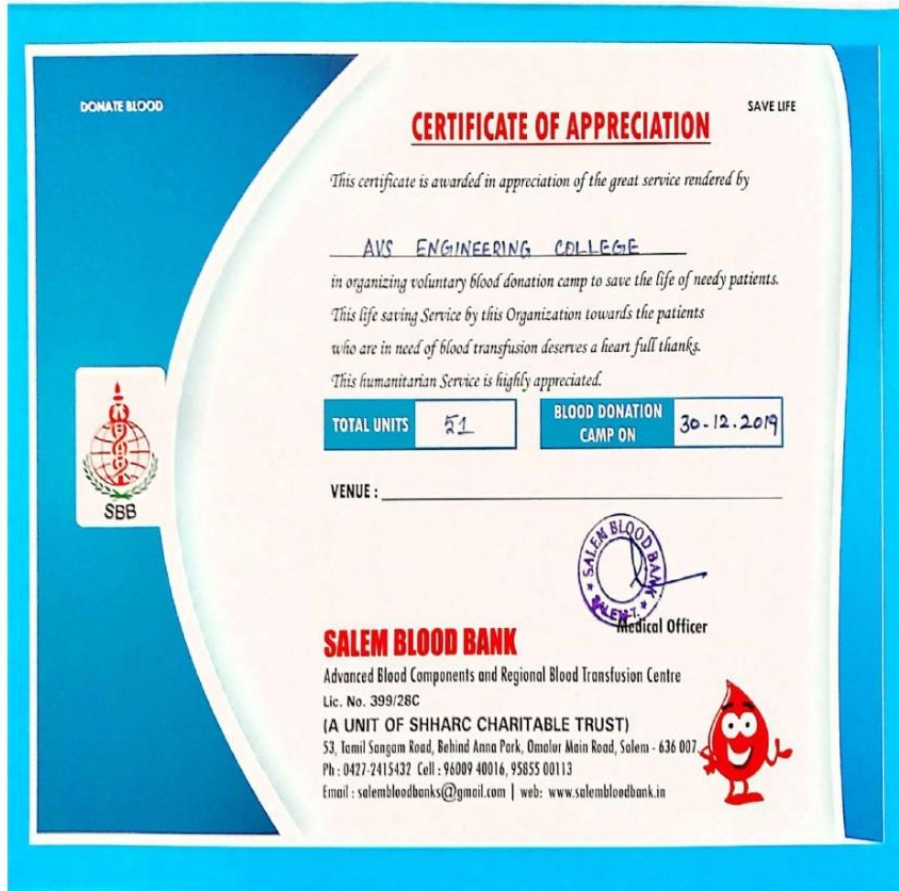 DONATE BLOOD
SAVE LIFE
CERTIFICATE OF APPRECIATION
This certificate is awarded in appreciation of the great service rendered by
AVS ENGINEERING COLLEGE
in organizing voluntary blood donation camp to save the life of needy patients.
This life saving Service by this Organization towards the patients
who are in need of blood transfusion deserves a heart full thanks.
This humanitarian Service is highly appreciated.
TOTAL UNITS 51
BLOOD DONATION
CAMP ON 30-12.2019
SBB
VENUE :
SALEM BLOOD BANK
SALEM-7.
Medical Officer
SALEM BLOOD BANK
Advanced Blood Components and Regional Blood Transfusion Centre
Lic. No. 399/28C
(A UNIT OF SHHARC CHARITABLE TRUST)
53, Tamil Sangam Road, Behind Anna Park, Omalur Main Road, Salem - 636 007.
Ph : 0427-2415432 Cell : 96009 40016, 95855 00113
Email : salembloodbanks@gmail.com | web: www.salembloodbank.in